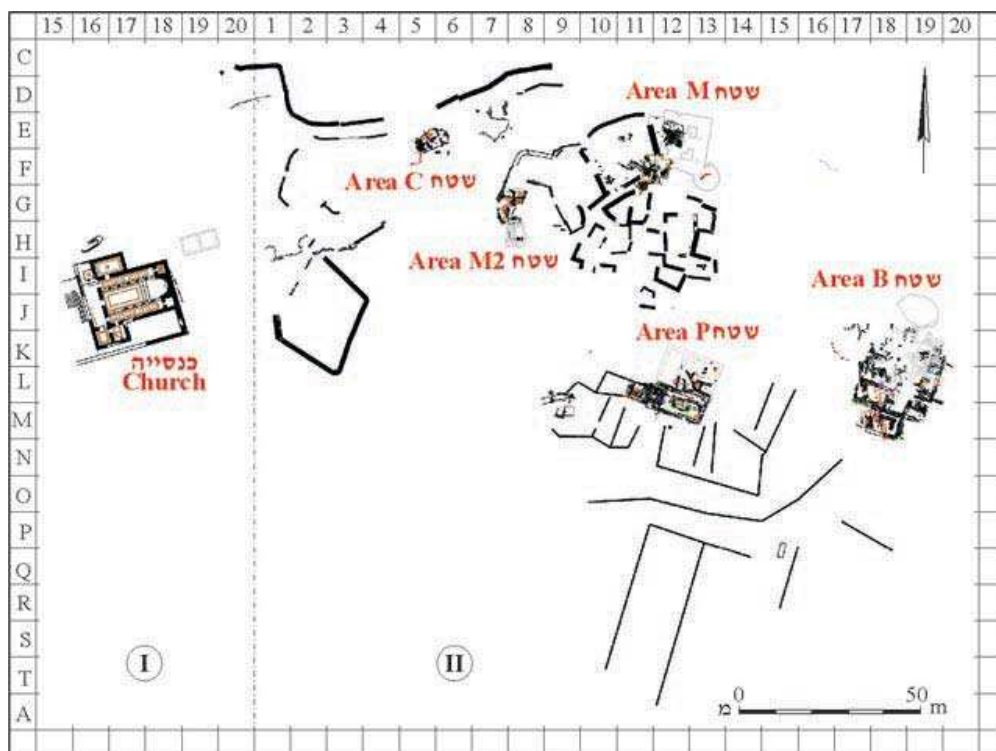 15 16 17 18 19 20 1 2 3 4 5 6 7 8 9 10 11 12 13 14 15 16 17 18 19 20
C
D
E
F
G
H
I
J
K
L
M
N
O
P
Q
R
S
T
A
Area M שטח
Area C שטח
Area M2 שטח
Area B שטח
Area P שטח
כנסייה
Church
I
II
0 50
מ m